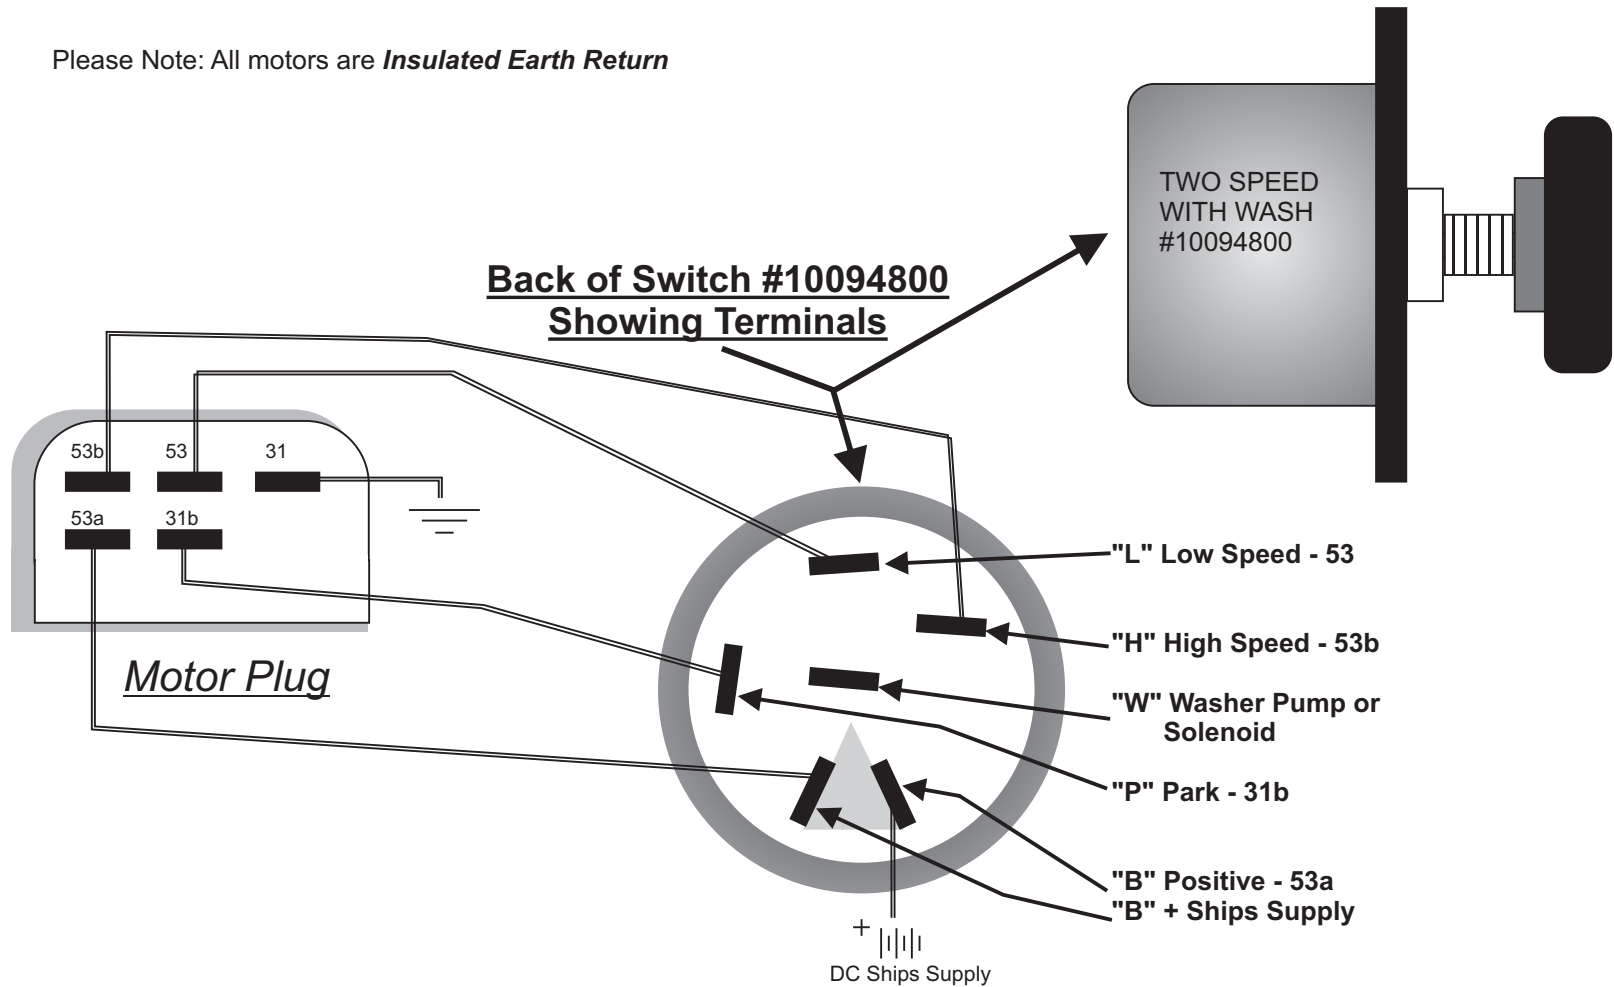 Please Note: All motors are Insulated Earth Return
TWO SPEED
WITH WASH
#10094800
Back of Switch #10094800
Showing Terminals
53b 53 31
53a 31b
Motor Plug
"L" Low Speed - 53
"H" High Speed - 53b
"W" Washer Pump or
Solenoid
"P" Park - 31b
"B" Positive - 53a
"B" + Ships Supply
+
DC Ships Supply